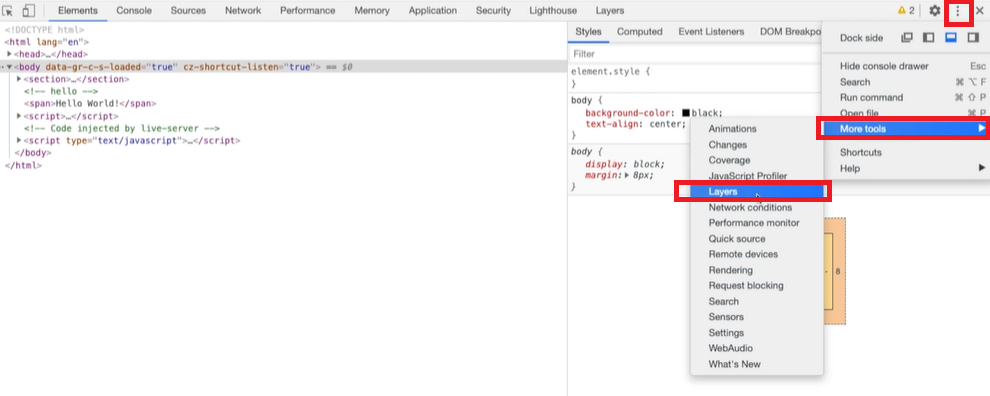 Elements Console Sources Network Performance Memory Application Security Lighthouse Layers 2
<!DOCTYPE html>
<html lang="en">
<head>…</head>
<body data-gr-c-s-loaded="true" cz-shortcut-listen="true"> == $0
<section>…</section>
<!-- hello -->
<span>Hello World!</span>
<script>…</script>
<!-- Code injected by live-server -->
<script type="text/javascript">…</script>
</body>
</html>
Styles Computed Event Listeners DOM Breakpo
Filter
element.style {
}
body {
background-color: black;
text-align: center;
}
body {
display: block;
margin: 8px;
}
- 8
Dock side
Hide console drawer Esc
Search ⌘ ⌥ F
Run command ⌘ ⇧ P
Open file ⌘ P
More tools
Shortcuts
Help
Animations
Changes
Coverage
JavaScript Profiler
Layers
Network conditions
Performance monitor
Quick source
Remote devices
Rendering
Request blocking
Search
Sensors
Settings
WebAudio
What's New